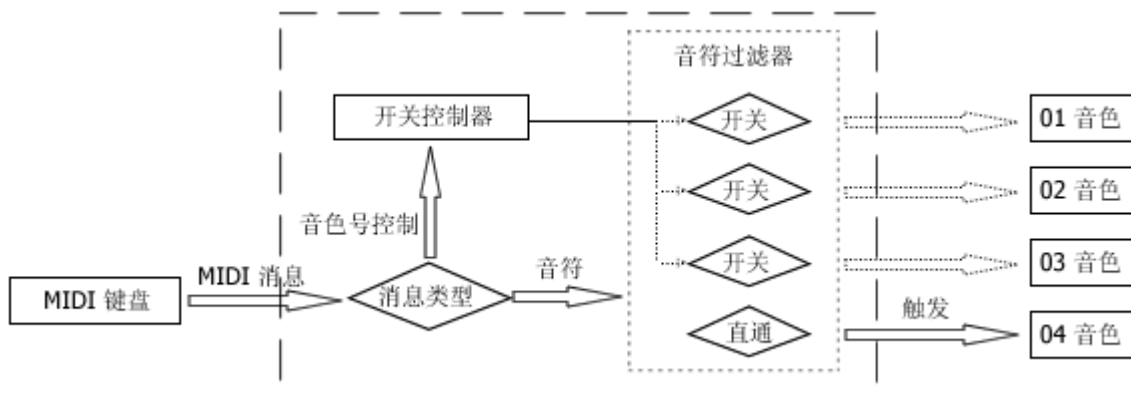 音符过滤器
开关控制器
开关
01 音色
开关
02 音色
音色号控制
开关
03 音色
MIDI 键盘
MIDI 消息
消息类型
音符
直通
触发
04 音色